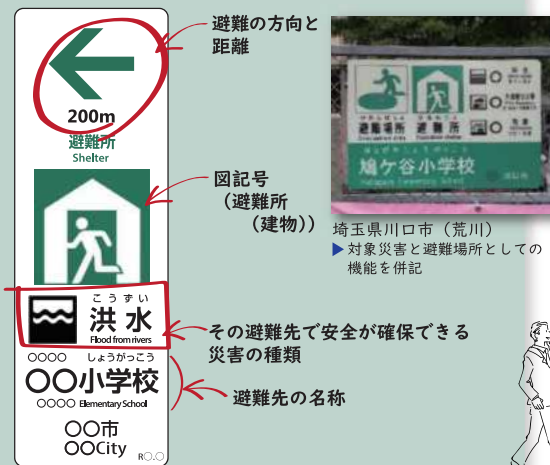 200m
避難所
Shelter
こうずい
洪水
Flood from rivers
○○○○ しょうがっこう
○○小学校
○○○○ Elementary School
○○市
○○City
R○.○
避難の方向と
距離
図記号
（避難所
（建物））
その避難先で安全が確保できる
災害の種類
避難先の名称
避難場所
避難所
鳩ケ谷小学校
埼玉県川口市（荒川）
▶対象災害と避難場所としての
機能を併記